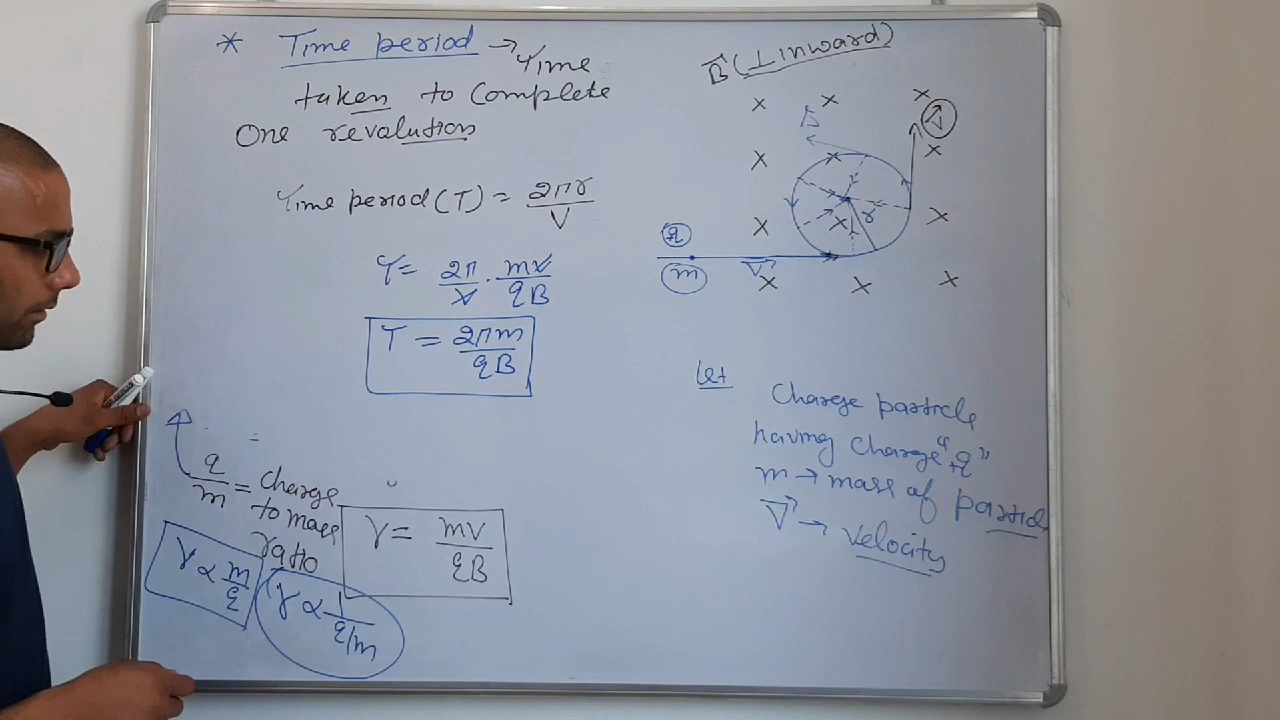 * Time period → Time
taken to Complete
One revalution
Time period (T) = 2πr/V
T = 2π/V · mV/qB
T = 2πm/qB
q/m = Charge
to mass
ratio
r = mV/qB
r ∝ m/q
r ∝ 1/q/m
B⃗ (⊥ inward)
× × ×
V⃗
× ×
×
r
× × ×
q
m
V⃗
× × ×
Let
Charge particle
having Charge "+q"
m → mass of particle
V⃗ → Velocity